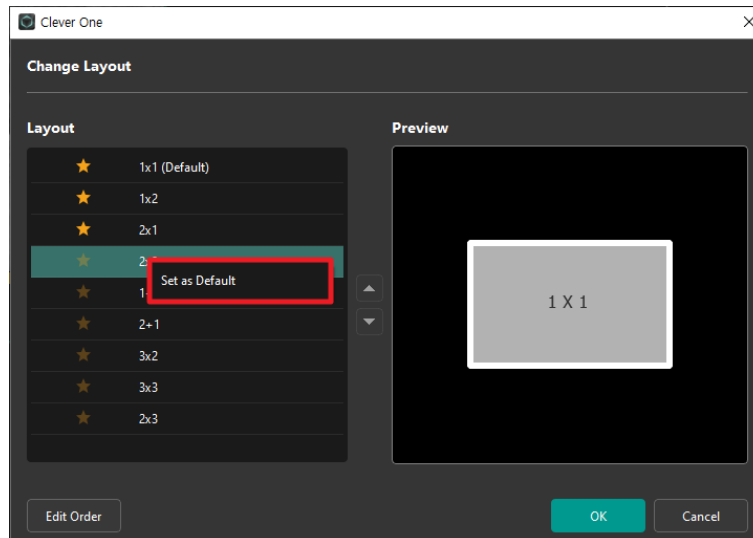 Clever One
Change Layout
Layout
Preview
1x1 (Default)
1x2
2x1
Set as Default
2+1
3x2
3x3
2x3
1 X 1
Edit Order
OK
Cancel